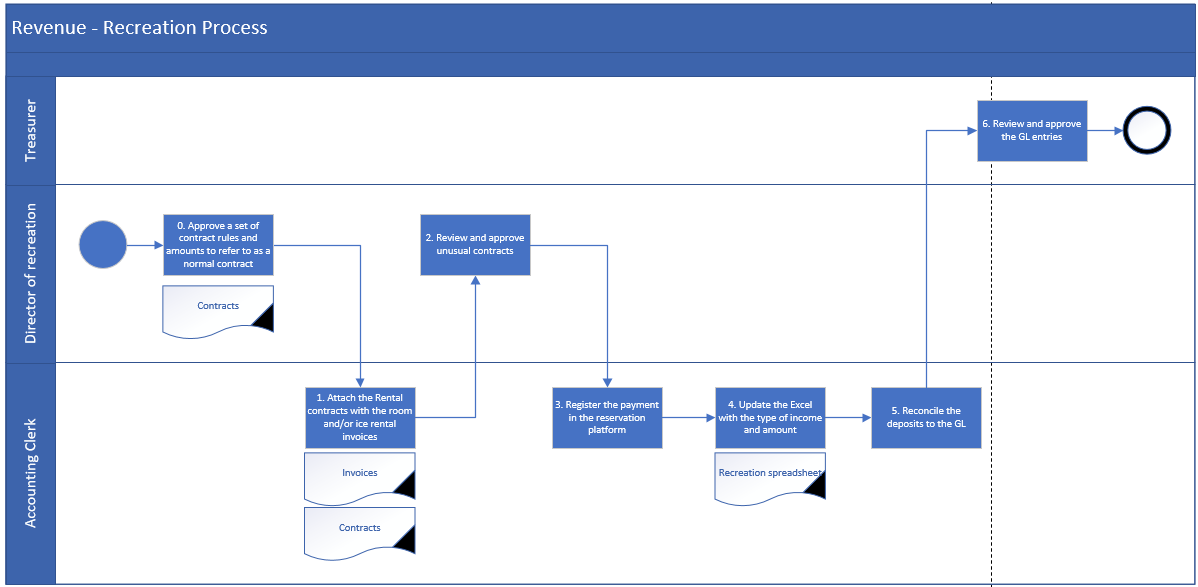 Revenue - Recreation Process
Treasurer
6. Review and approve
the GL entries
Director of recreation
0. Approve a set of
contract rules and
amounts to refer to as a
normal contract
Contracts
2. Review and approve
unusual contracts
Accounting Clerk
1. Attach the Rental
contracts with the room
and/or ice rental
invoices
Invoices
Contracts
3. Register the payment
in the reservation
platform
4. Update the Excel
with the type of income
and amount
Recreation spreadsheet
5. Reconcile the
deposits to the GL